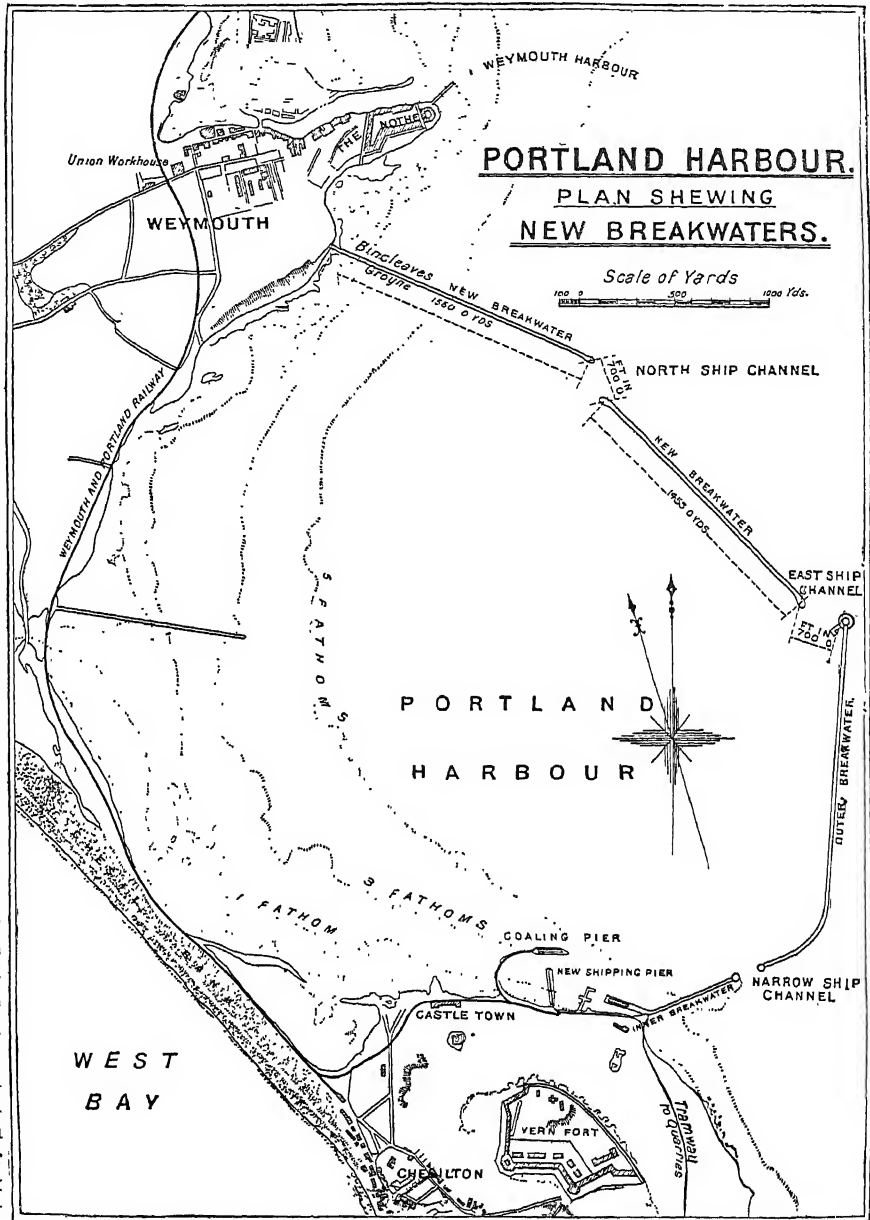 WEYMOUTH HARBOUR
THE NOTHE
PORTLAND HARBOUR.
PLAN SHEWING
NEW BREAKWATERS.
Union Workhouse
WEYMOUTH
Scale of Yards
100 0 500 1000 Yds.
Bincleaves
Groyne
NEW BREAKWATER
1550 0 YDS
FT IN
700 0
NORTH SHIP CHANNEL
WEYMOUTH AND PORTLAND RAILWAY
NEW BREAKWATER
1453 0 YDS
EAST SHIP
CHANNEL
FT INS
700 0
5 FATHOMS
PORTLAND
HARBOUR
OUTER BREAKWATER
3 FATHOMS
1 FATHOM
COALING PIER
NEW SHIPPING PIER
NARROW SHIP
CHANNEL
INNER BREAKWATER
CASTLE TOWN
WEST
BAY
VERN FORT
Tramway
to Quarries
CHESILTON